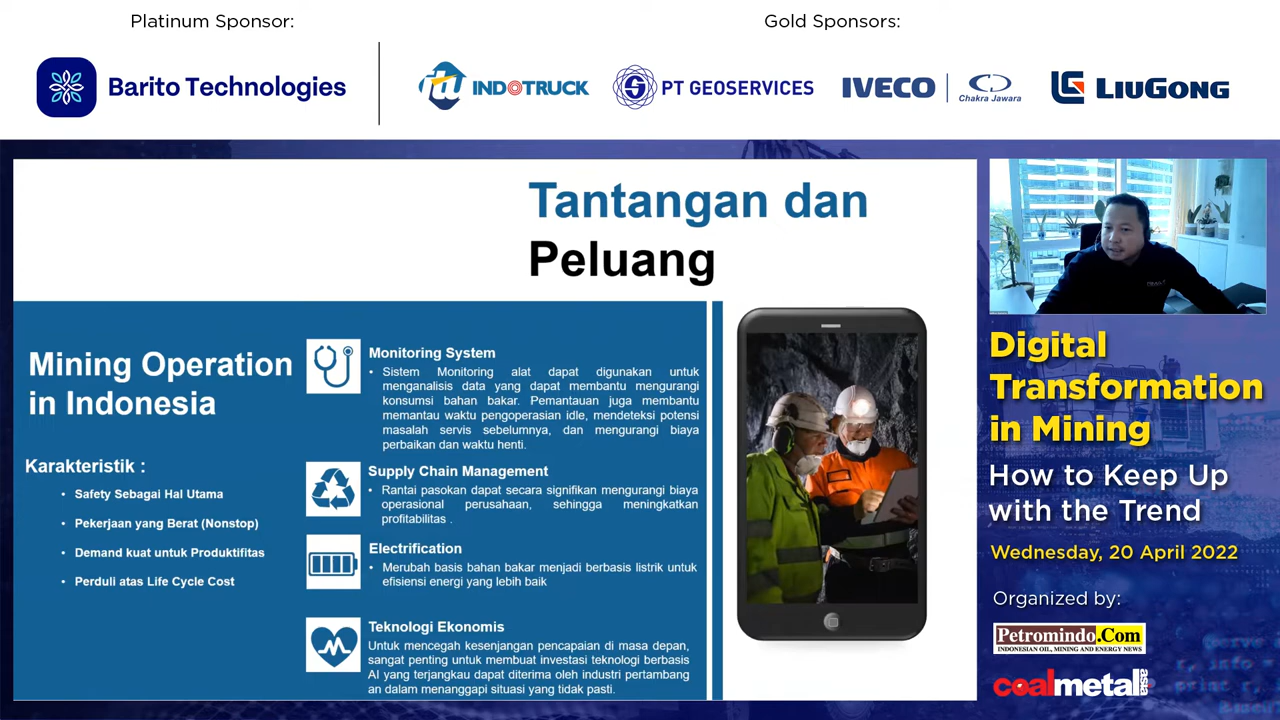 Platinum Sponsor:
Gold Sponsors:
Barito Technologies
INDOTRUCK
PT GEOSERVICES
IVECO
Chakra Jawara
LIUGONG
Tantangan dan
Peluang
Mining Operation
in Indonesia
Karakteristik :
• Safety Sebagai Hal Utama
• Pekerjaan yang Berat (Nonstop)
• Demand kuat untuk Produktifitas
• Perduli atas Life Cycle Cost
Monitoring System
• Sistem Monitoring alat dapat digunakan untuk
menganalisis data yang dapat membantu mengurangi
konsumsi bahan bakar. Pemantauan juga membantu
memantau waktu pengoperasian idle, mendeteksi potensi
masalah servis sebelumnya, dan mengurangi biaya
perbaikan dan waktu henti.
Supply Chain Management
• Rantai pasokan dapat secara signifikan mengurangi biaya
operasional perusahaan, sehingga meningkatkan
profitabilitas .
Electrification
• Merubah basis bahan bakar menjadi berbasis listrik untuk
efisiensi energi yang lebih baik
Teknologi Ekonomis
Untuk mencegah kesenjangan pencapaian di masa depan,
sangat penting untuk membuat investasi teknologi berbasis
AI yang terjangkau dapat diterima oleh industri pertambang
an dalam menanggapi situasi yang tidak pasti.
Digital
Transformation
in Mining
How to Keep Up
with the Trend
Wednesday, 20 April 2022
Organized by:
Petromindo.Com
INDONESIAN OIL, MINING AND ENERGY NEWS
coalmetal asia